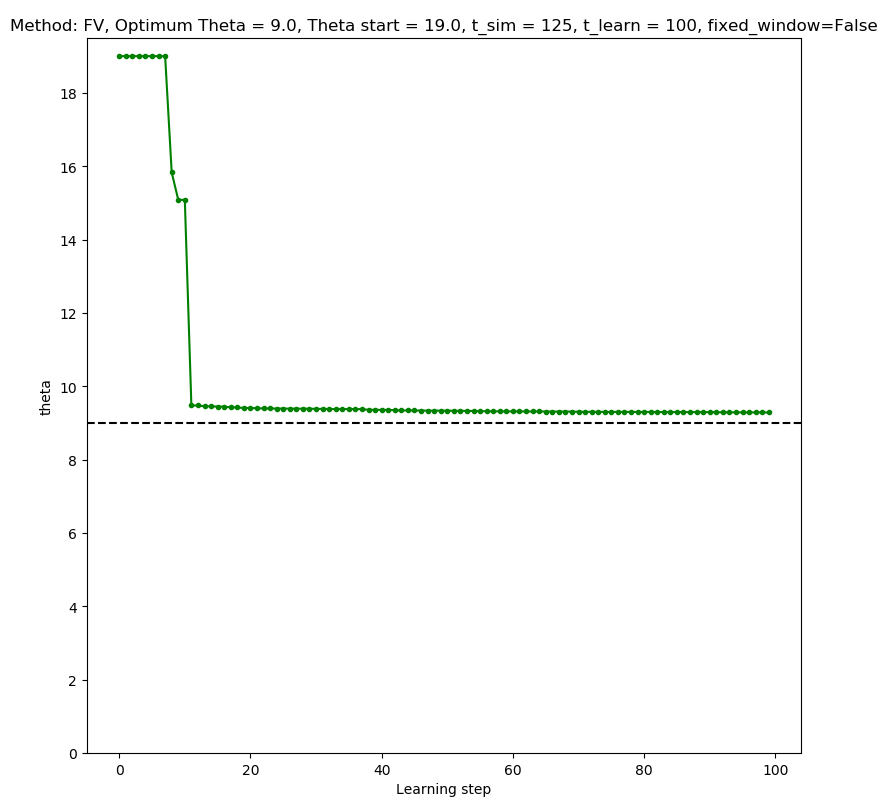 Method: FV, Optimum Theta = 9.0, Theta start = 19.0, t_sim = 125, t_learn = 100, fixed_window=False
18
16
14
12
10
8
6
4
2
0
theta
0 20 40 60 80 100
Learning step